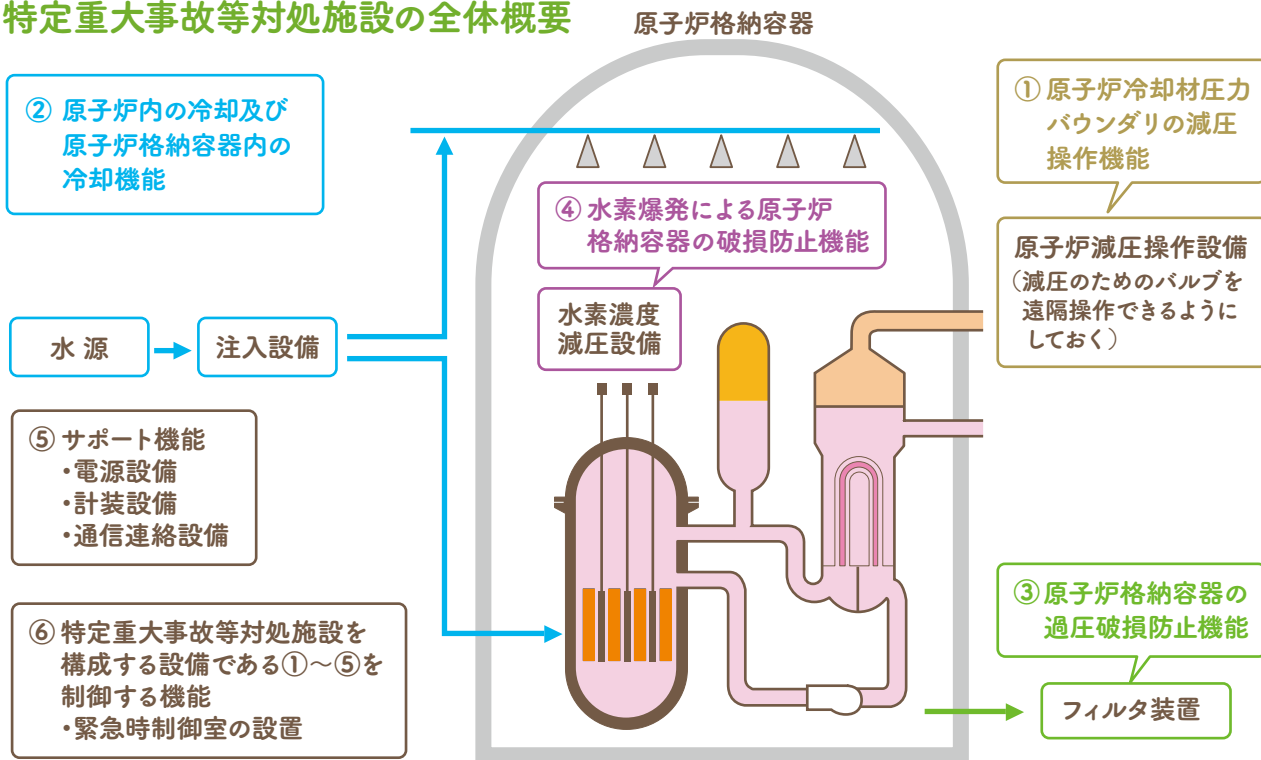 特定重大事故等対処施設の全体概要
原子炉格納容器
② 原子炉内の冷却及び
原子炉格納容器内の
冷却機能
① 原子炉冷却材圧力
バウンダリの減圧
操作機能
④ 水素爆発による原子炉
格納容器の破損防止機能
原子炉減圧操作設備
（減圧のためのバルブを
遠隔操作できるように
しておく）
水素濃度
減圧設備
水 源
注入設備
⑤ サポート機能
・電源設備
・計装設備
・通信連絡設備
③ 原子炉格納容器の
過圧破損防止機能
フィルタ装置
⑥ 特定重大事故等対処施設を
構成する設備である①〜⑤を
制御する機能
・緊急時制御室の設置